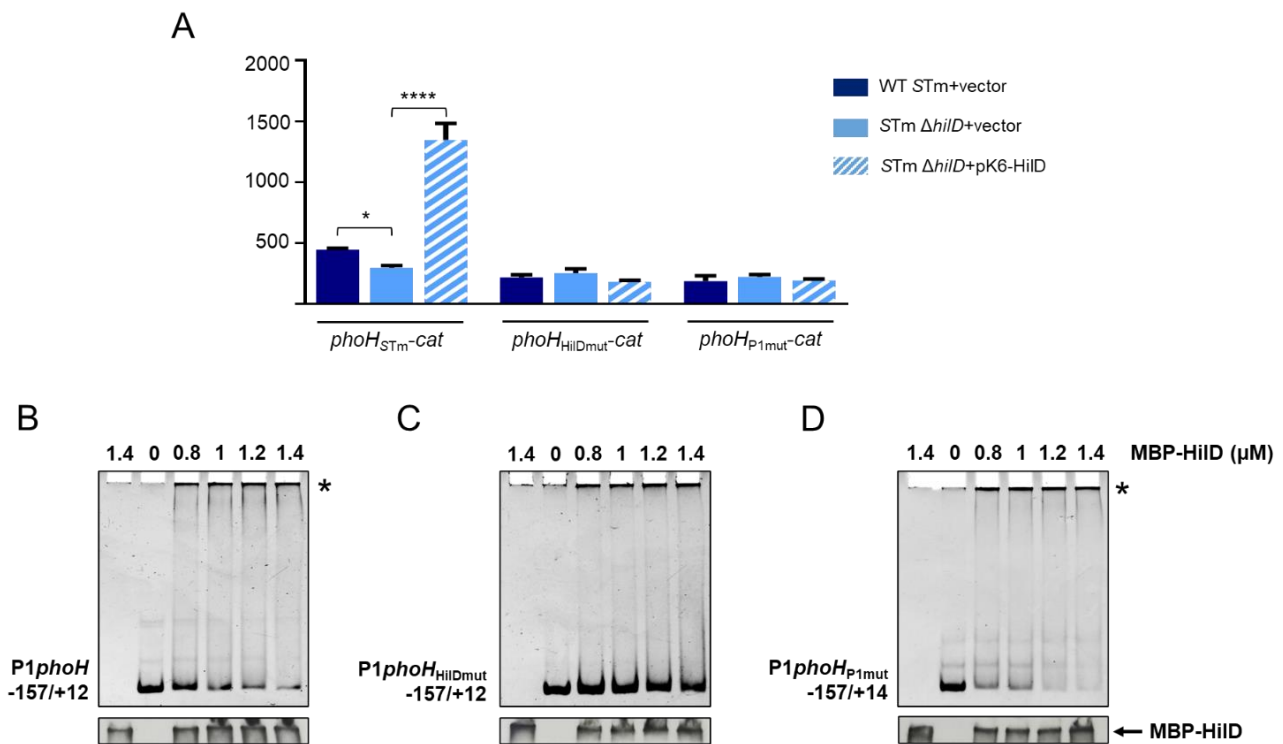 A
2000
1500
1000
500
****
*
WT STm+vector
STm ΔhilD+vector
STm ΔhilD+pK6-HilD
phoHSTm-cat
phoHHilDmut-cat
phoHP1mut-cat
B
1.4 0 0.8 1 1.2 1.4
*
P1phoH
-157/+12
C
1.4 0 0.8 1 1.2 1.4
P1phoHHilDmut
-157/+12
D
1.4 0 0.8 1 1.2 1.4 MBP-HilD (µM)
*
P1phoHP1mut
-157/+14
MBP-HilD